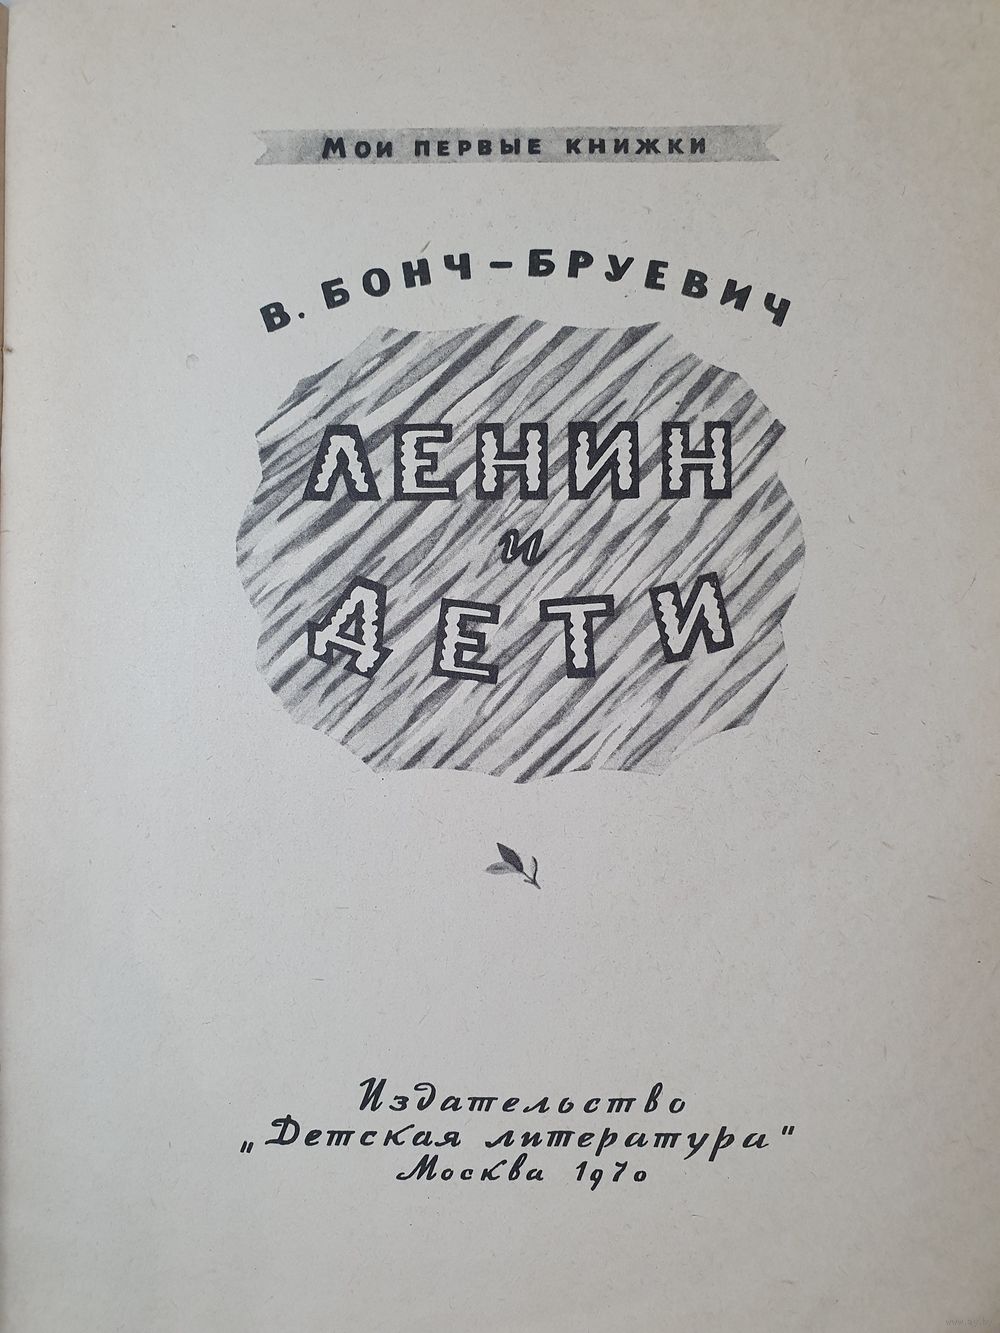 Мои первые книжки
В. БОНЧ-БРУЕВИЧ
ЛЕНИН
и
ДЕТИ
Издательство
„Детская литература"
Москва 1970